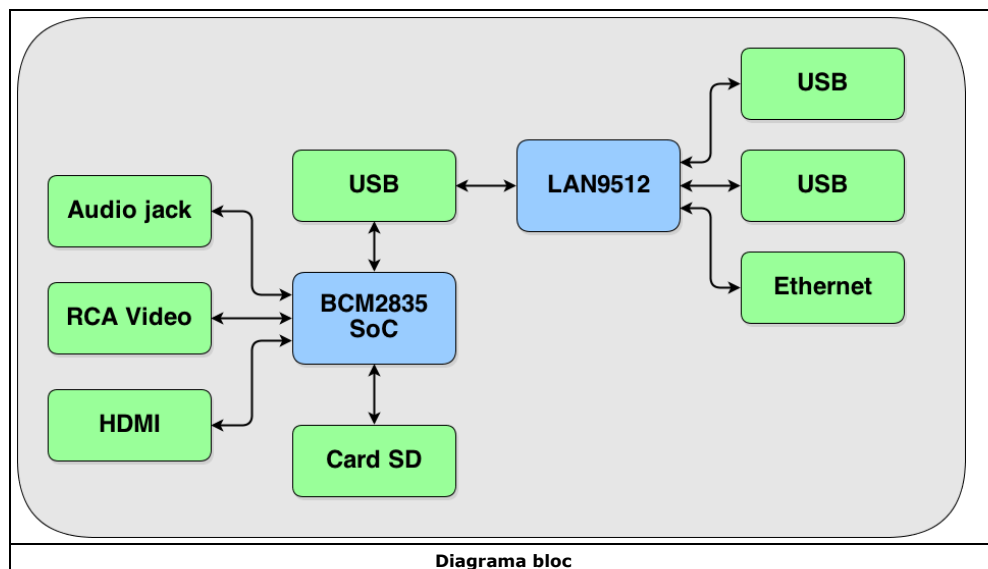 USB
USB
LAN9512
USB
Audio jack
BCM2835
SoC
Ethernet
RCA Video
HDMI
Card SD
Diagrama bloc